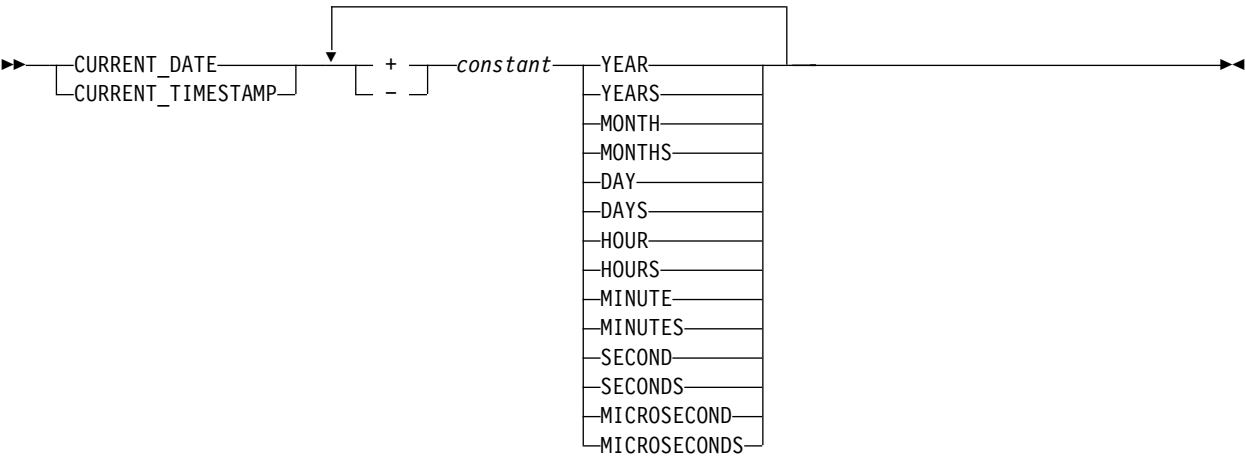 CURRENT_DATE + constant YEAR
CURRENT_TIMESTAMP − YEARS
MONTH
MONTHS
DAY
DAYS
HOUR
HOURS
MINUTE
MINUTES
SECOND
SECONDS
MICROSECOND
MICROSECONDS